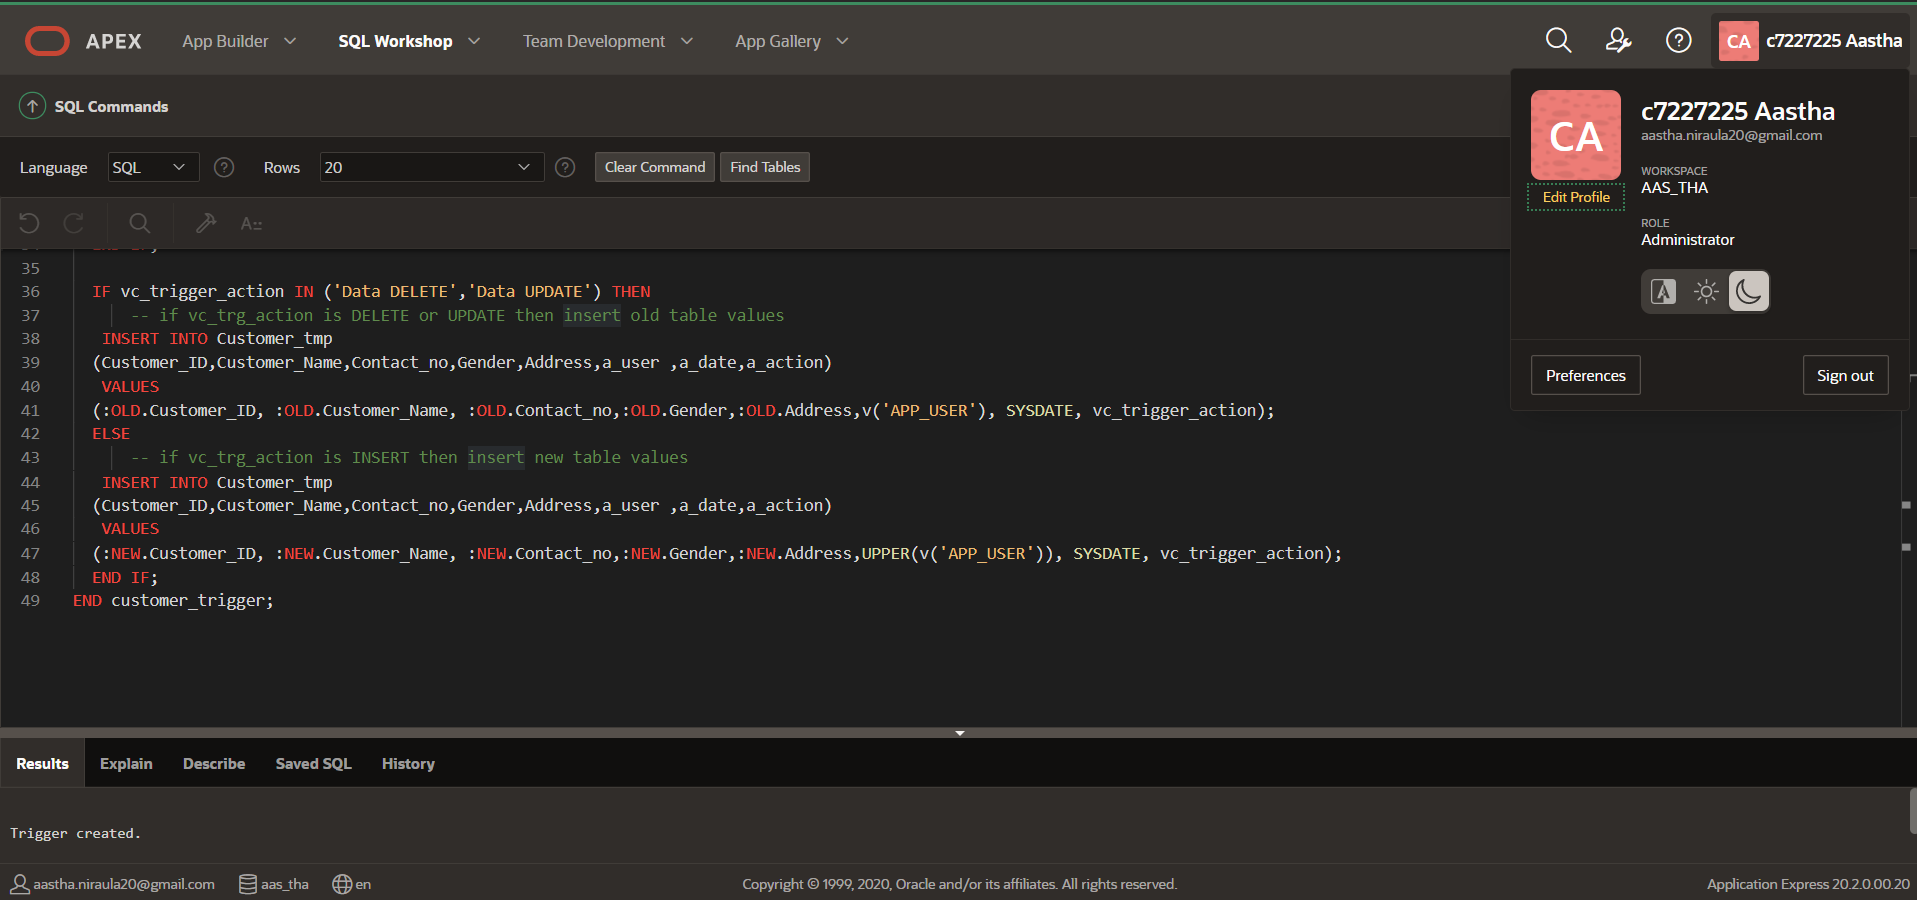 APEX App Builder SQL Workshop Team Development App Gallery CA c7227225 Aastha
SQL Commands
CA
c7227225 Aastha
aastha.niraula20@gmail.com
WORKSPACE
AAS_THA
Edit Profile
ROLE
Administrator
Preferences Sign out
Language SQL ? Rows 20 ? Clear Command Find Tables
35
36 IF vc_trigger_action IN ('Data DELETE','Data UPDATE') THEN
37 -- if vc_trg_action is DELETE or UPDATE then insert old table values
38 INSERT INTO Customer_tmp
39 (Customer_ID,Customer_Name,Contact_no,Gender,Address,a_user ,a_date,a_action)
40 VALUES
41 (:OLD.Customer_ID, :OLD.Customer_Name, :OLD.Contact_no,:OLD.Gender,:OLD.Address,v('APP_USER'), SYSDATE, vc_trigger_action);
42 ELSE
43 -- if vc_trg_action is INSERT then insert new table values
44 INSERT INTO Customer_tmp
45 (Customer_ID,Customer_Name,Contact_no,Gender,Address,a_user ,a_date,a_action)
46 VALUES
47 (:NEW.Customer_ID, :NEW.Customer_Name, :NEW.Contact_no,:NEW.Gender,:NEW.Address,UPPER(v('APP_USER')), SYSDATE, vc_trigger_action);
48 END IF;
49 END customer_trigger;
Results Explain Describe Saved SQL History
Trigger created.
aastha.niraula20@gmail.com aas_tha en Copyright © 1999, 2020, Oracle and/or its affiliates. All rights reserved. Application Express 20.2.0.00.20